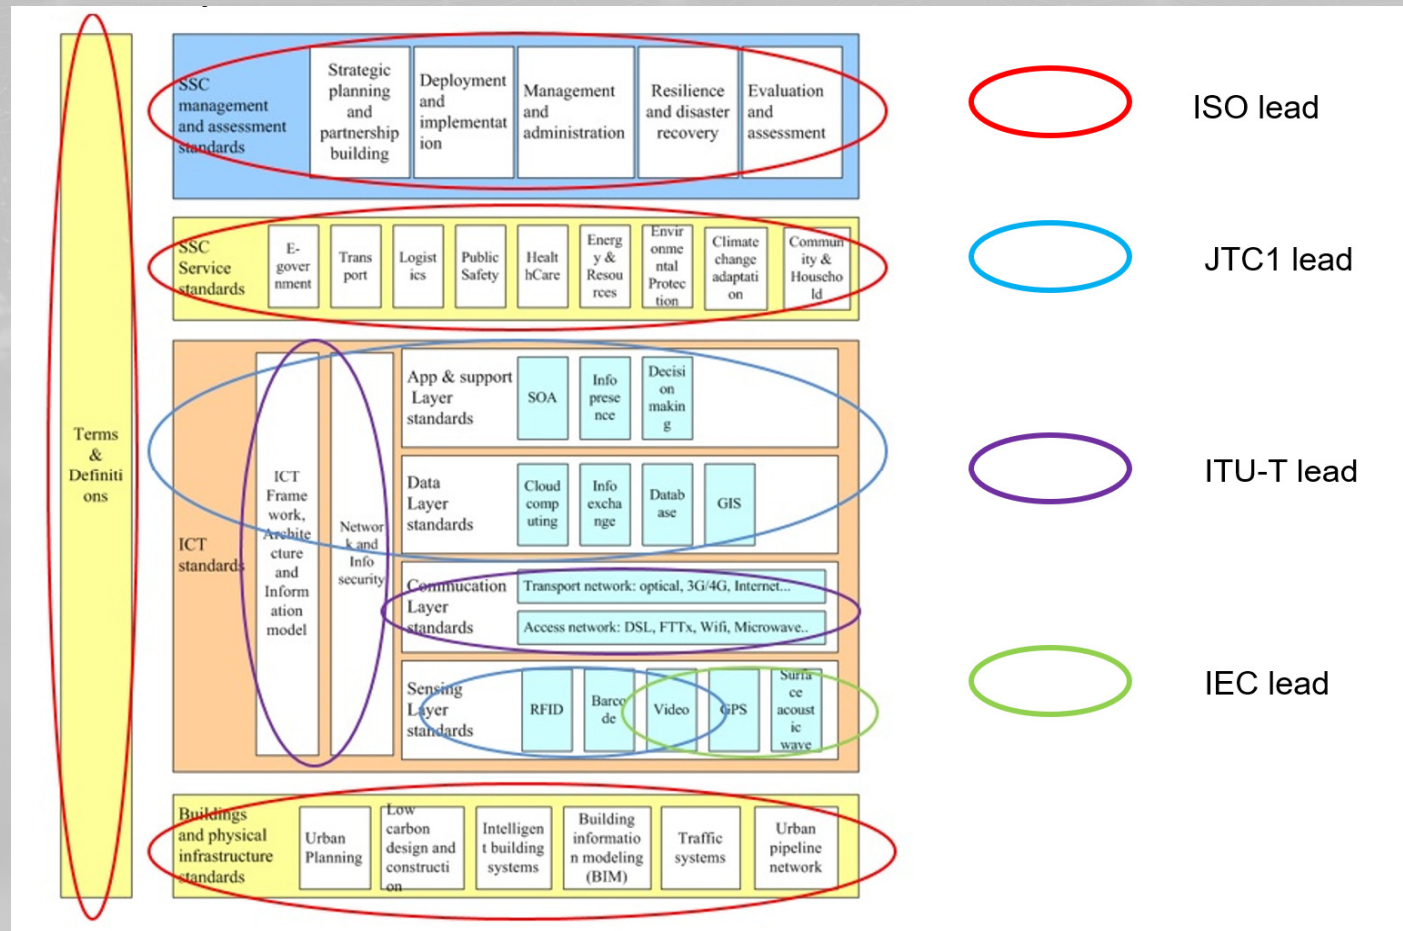 Terms
&
Definiti
ons
SSC
management
and assessment
standards
Strategic
planning
and
partnership
building
Deployment
and
implementat
ion
Management
and
administration
Resilience
and disaster
recovery
Evaluation
and
assessment
SSC
Service
standards
E-
gover
nment
Trans
port
Logist
ics
Public
Safety
Healt
hCare
Energ
y &
Resou
rces
Envir
onme
ntal
Protec
tion
Climate
change
adaptati
on
Commun
ity &
Househo
ld
ICT
standards
ICT
Frame
work,
Archite
cture
and
Inform
ation
model
Networ
k and
Info
security
App & support
Layer
standards
SOA
Info
prese
nce
Decisi
on
makin
g
Data
Layer
standards
Cloud
comp
uting
Info
excha
nge
Datab
ase
GIS
Commucation
Layer
standards
Transport network: optical, 3G/4G, Internet...
Access network: DSL, FTTx, Wifi, Microwave..
Sensing
Layer
standards
RFID
Barco
de
Video
GPS
Surfa
ce
acoust
ic
wave
Buildings
and physical
infrastructure
standards
Urban
Planning
Low
carbon
design and
constructi
on
Intelligen
t building
systems
Building
informatio
n modeling
(BIM)
Traffic
systems
Urban
pipeline
network
ISO lead
JTC1 lead
ITU-T lead
IEC lead